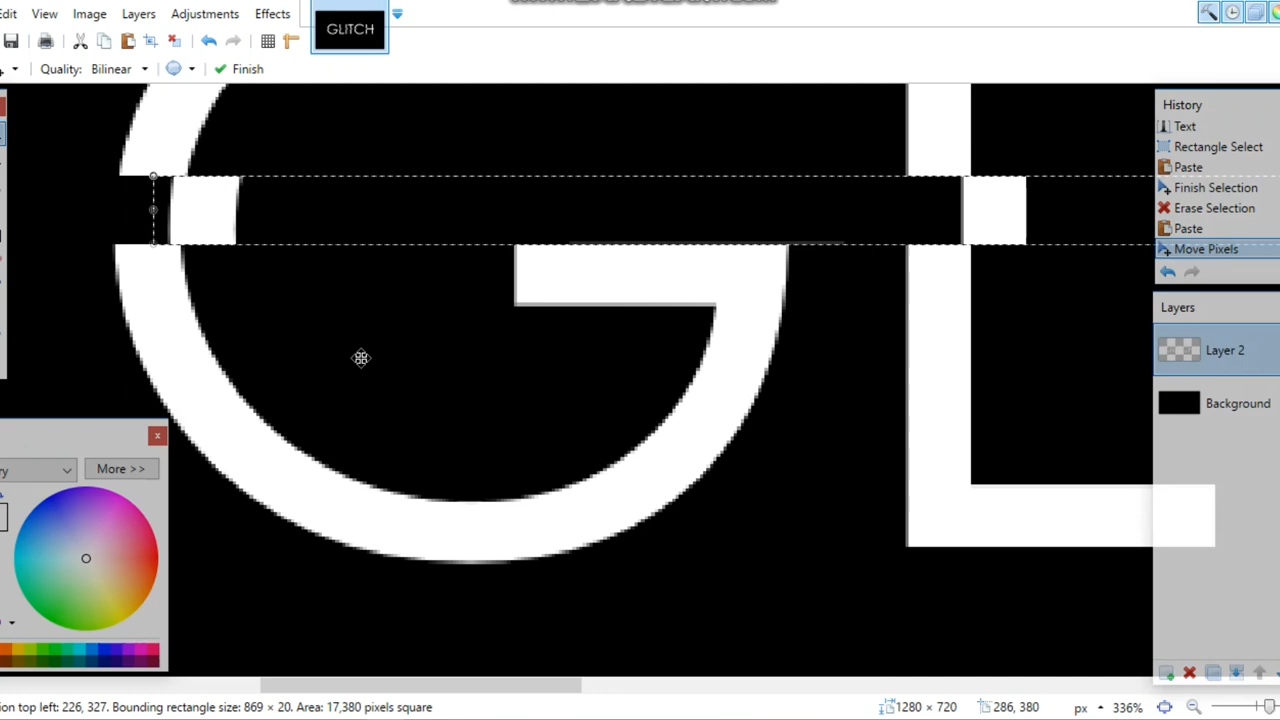 Edit View Image Layers Adjustments Effects
GLITCH
Quality: Bilinear Finish
History
Text
Rectangle Select
Paste
Finish Selection
Erase Selection
Paste
Move Pixels
Layers
Layer 2
Background
GL
More >>
ion top left: 226, 327. Bounding rectangle size: 869 × 20. Area: 17,380 pixels square
1280 × 720 286, 380 px 336%